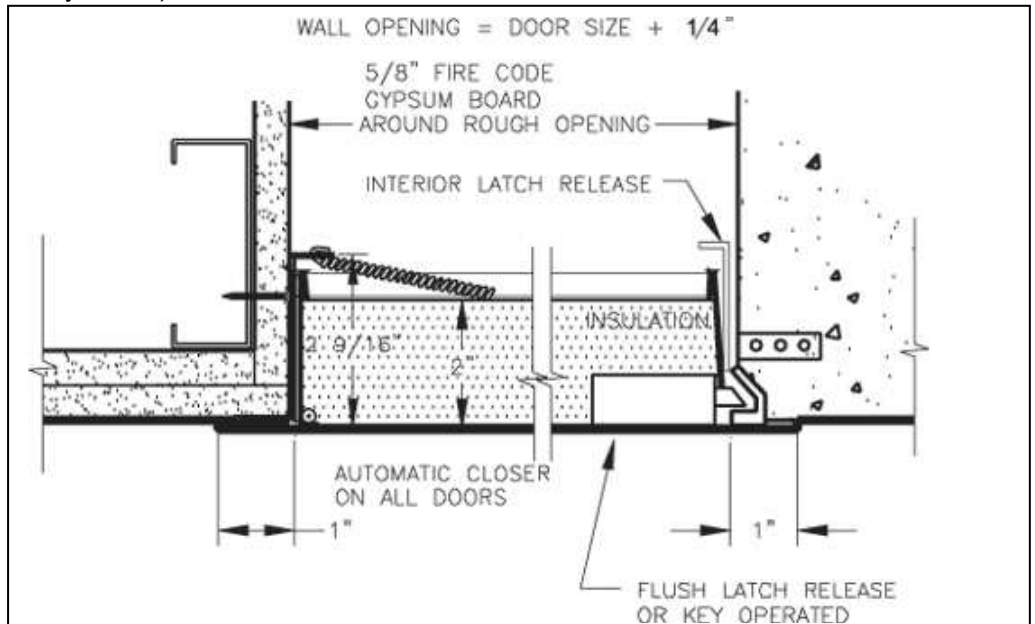 WALL OPENING = DOOR SIZE + 1/4"
5/8" FIRE CODE
GYPSUM BOARD
AROUND ROUGH OPENING
INTERIOR LATCH RELEASE
INSULATION
2 9/16"
2"
AUTOMATIC CLOSER
ON ALL DOORS
1"
1"
FLUSH LATCH RELEASE
OR KEY OPERATED